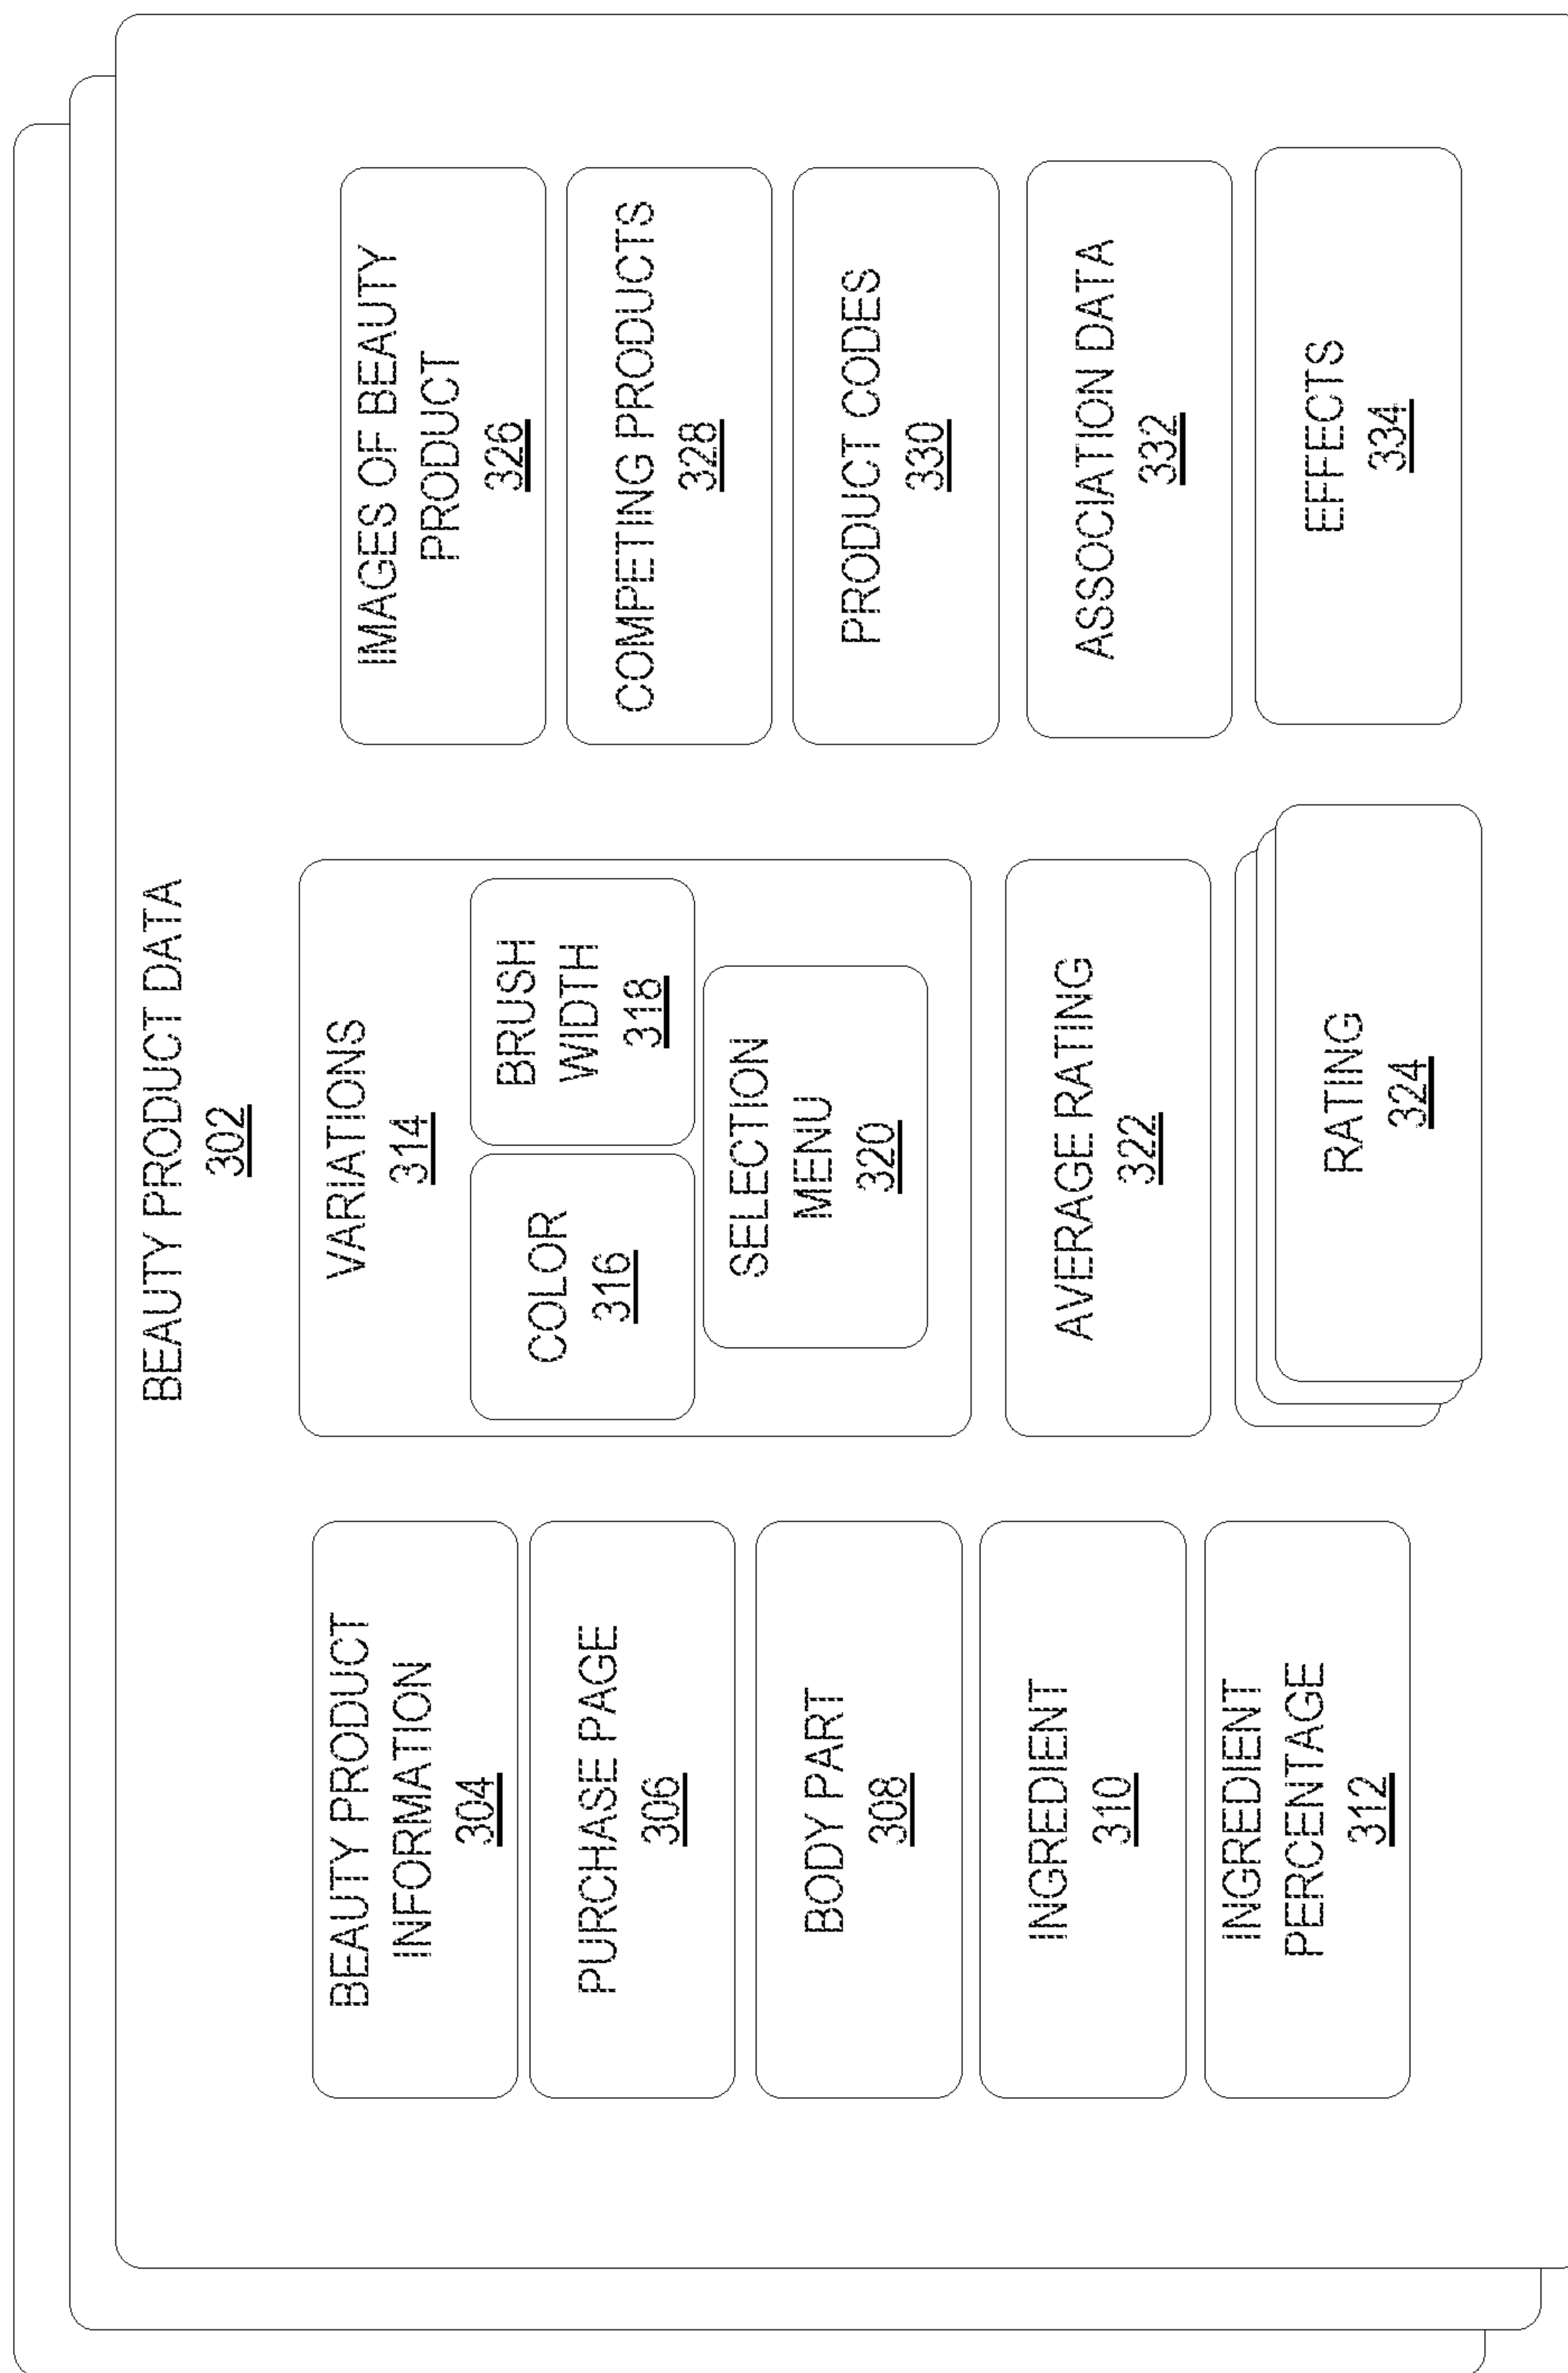 BEAUTY PRODUCT DATA
302
BEAUTY PRODUCT
INFORMATION
304
PURCHASE PAGE
306
BODY PART
308
INGREDIENT
310
INGREDIENT
PERCENTAGE
312
VARIATIONS
314
COLOR
316
BRUSH
WIDTH
318
SELECTION
MENU
320
AVERAGE RATING
322
RATING
324
IMAGES OF BEAUTY
PRODUCT
326
COMPETING PRODUCTS
328
PRODUCT CODES
330
ASSOCIATION DATA
332
EFFECTS
334